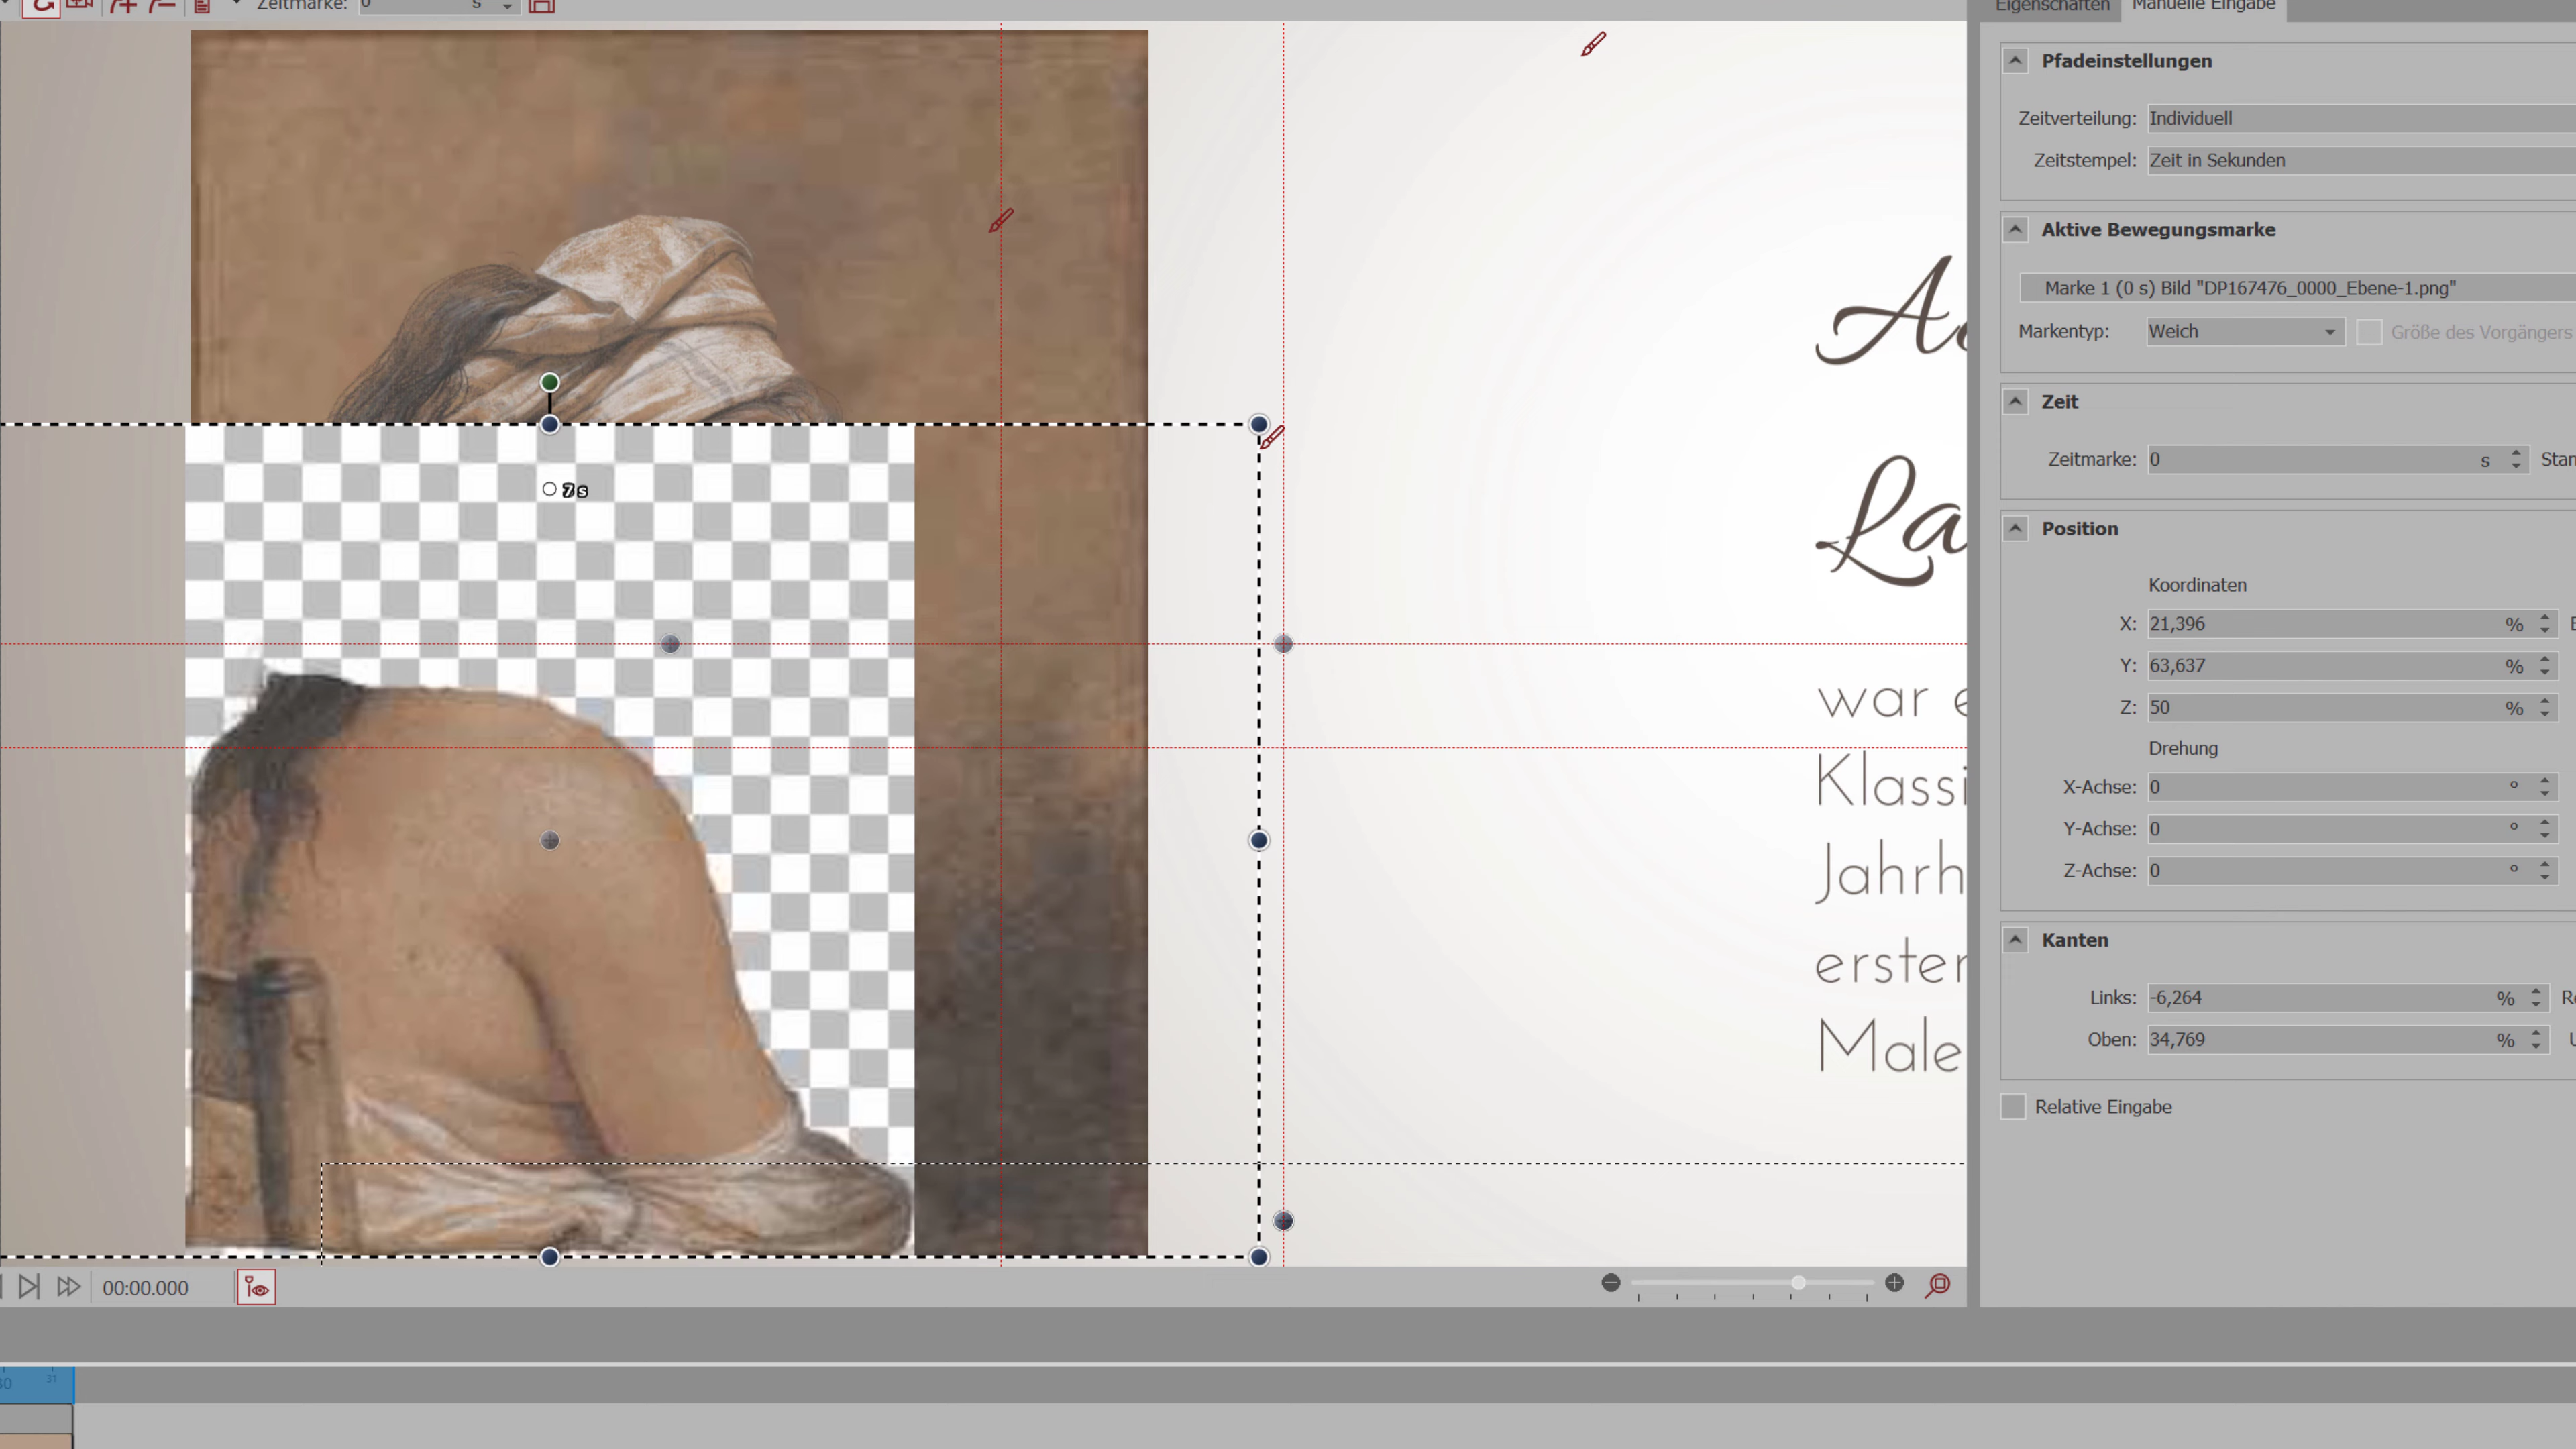 Zeitmarke: 0 s
Eigenschaften Manuelle Eingabe
Pfadeinstellungen
Zeitverteilung: Individuell
Zeitstempel: Zeit in Sekunden
Aktive Bewegungsmarke
Marke 1 (0 s) Bild "DP167476_0000_Ebene-1.png"
Markentyp: Weich Größe des Vorgängers
Zeit
Zeitmarke: 0 s Stan
Position
Koordinaten
X: 21,396 %
Y: 63,637 %
Z: 50 %
Drehung
X-Achse: 0 °
Y-Achse: 0 °
Z-Achse: 0 °
Kanten
Links: -6,264 % R
Oben: 34,769 %
Relative Eingabe
7s
A
La
war e
Klassi
Jahrh
erster
Male
00:00.000
31